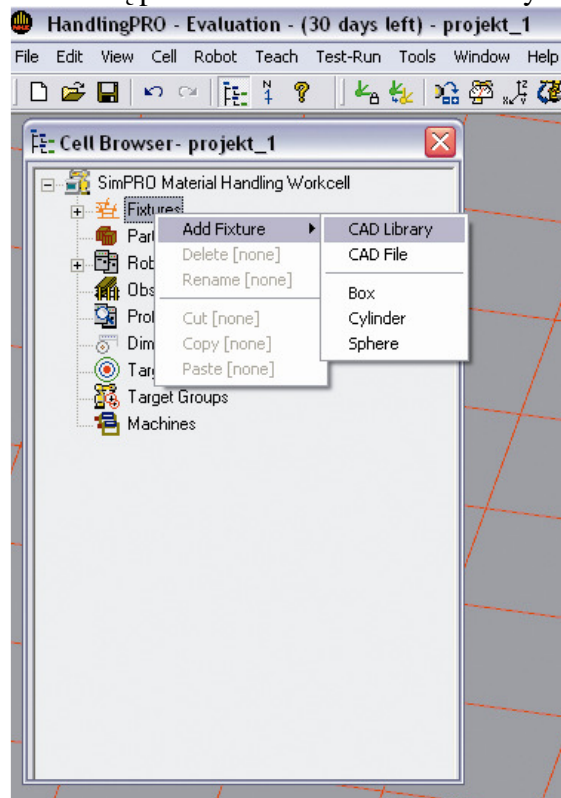 HandlingPRO - Evaluation - (30 days left) - projekt_1
File Edit View Cell Robot Teach Test-Run Tools Window Help
Cell Browser- projekt_1
SimPRO Material Handling Workcell
Fixtures
Add Fixture
CAD Library
Delete [none]
CAD File
Rename [none]
Box
Cut [none]
Cylinder
Copy [none]
Sphere
Paste [none]
Target Groups
Machines